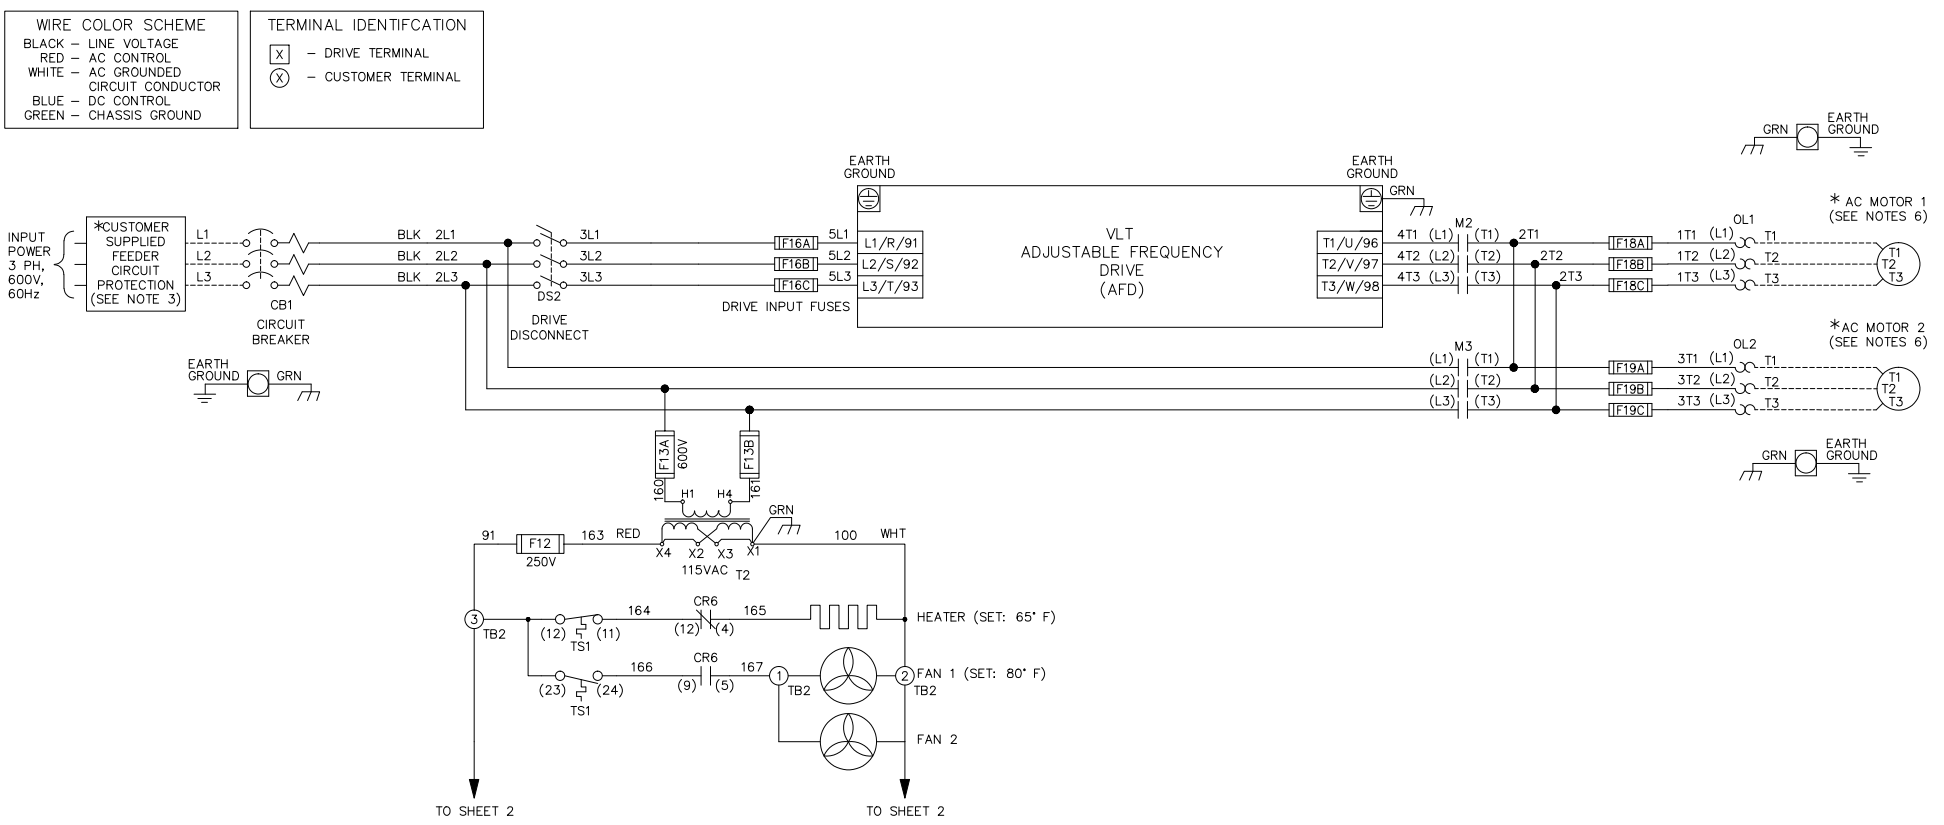 WIRE COLOR SCHEME
BLACK – LINE VOLTAGE
RED – AC CONTROL
WHITE – AC GROUNDED
CIRCUIT CONDUCTOR
BLUE – DC CONTROL
GREEN – CHASSIS GROUND
TERMINAL IDENTIFCATION
X – DRIVE TERMINAL
X – CUSTOMER TERMINAL
INPUT
POWER
3 PH,
600V,
60Hz
*CUSTOMER
SUPPLIED
FEEDER
CIRCUIT
PROTECTION
(SEE NOTE 3)
L1
L2
L3
CB1
CIRCUIT
BREAKER
BLK 2L1
BLK 2L2
BLK 2L3
DS2
DRIVE
DISCONNECT
3L1
3L2
3L3
F16A
F16B
F16C
DRIVE INPUT FUSES
5L1
5L2
5L3
EARTH
GROUND
L1/R/91
L2/S/92
L3/T/93
VLT
ADJUSTABLE FREQUENCY
DRIVE
(AFD)
EARTH
GROUND
GRN
T1/U/96
T2/V/97
T3/W/98
4T1 (L1)
4T2 (L2)
4T3 (L3)
M2
(T1)
(T2)
(T3)
2T1
2T2
2T3
F18A
F18B
F18C
1T1 (L1)
1T2 (L2)
1T3 (L3)
OL1
T1
T2
T3
* AC MOTOR 1
(SEE NOTES 6)
T1
T2
T3
GRN
EARTH
GROUND
M3
(L1) (T1)
(L2) (T2)
(L3) (T3)
F19A
F19B
F19C
3T1 (L1)
3T2 (L2)
3T3 (L3)
OL2
T1
T2
T3
* AC MOTOR 2
(SEE NOTES 6)
T1
T2
T3
GRN
EARTH
GROUND
EARTH
GROUND
GRN
F13A
600V
F13B
160
161
H1 H4
GRN
91
F12
250V
163 RED
X4 X2 X3 X1
115VAC T2
100 WHT
3
TB2
(12) (11)
TS1
164
CR6
(12) (4)
165
HEATER (SET: 65° F)
(23) (24)
TS1
166
CR6
(9) (5)
167
1
TB2
2
TB2
FAN 1 (SET: 80° F)
FAN 2
TO SHEET 2
TO SHEET 2